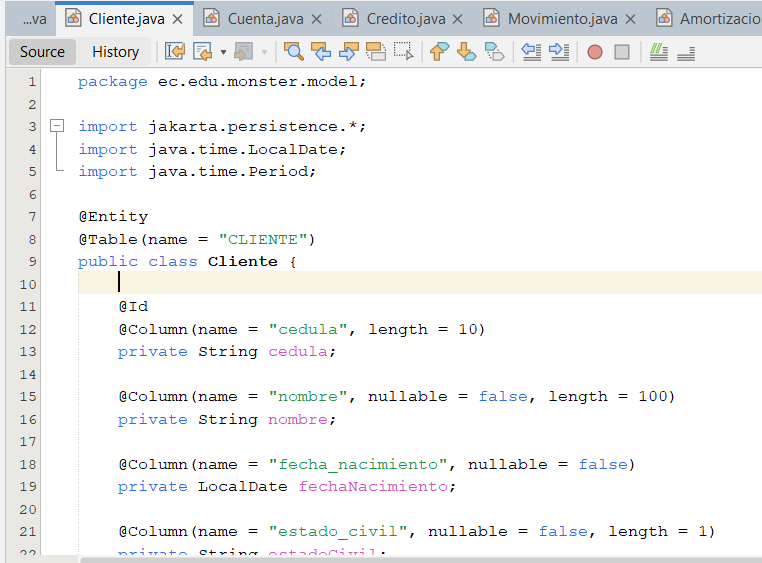 ...va Cliente.java Cuenta.java Credito.java Movimiento.java Amortizacio
Source History
1 package ec.edu.monster.model;
2
3 import jakarta.persistence.*;
4 import java.time.LocalDate;
5 import java.time.Period;
6
7 @Entity
8 @Table(name = "CLIENTE")
9 public class Cliente {
10
11 @Id
12 @Column(name = "cedula", length = 10)
13 private String cedula;
14
15 @Column(name = "nombre", nullable = false, length = 100)
16 private String nombre;
17
18 @Column(name = "fecha_nacimiento", nullable = false)
19 private LocalDate fechaNacimiento;
20
21 @Column(name = "estado_civil", nullable = false, length = 1)
22 private String estadoCivil;